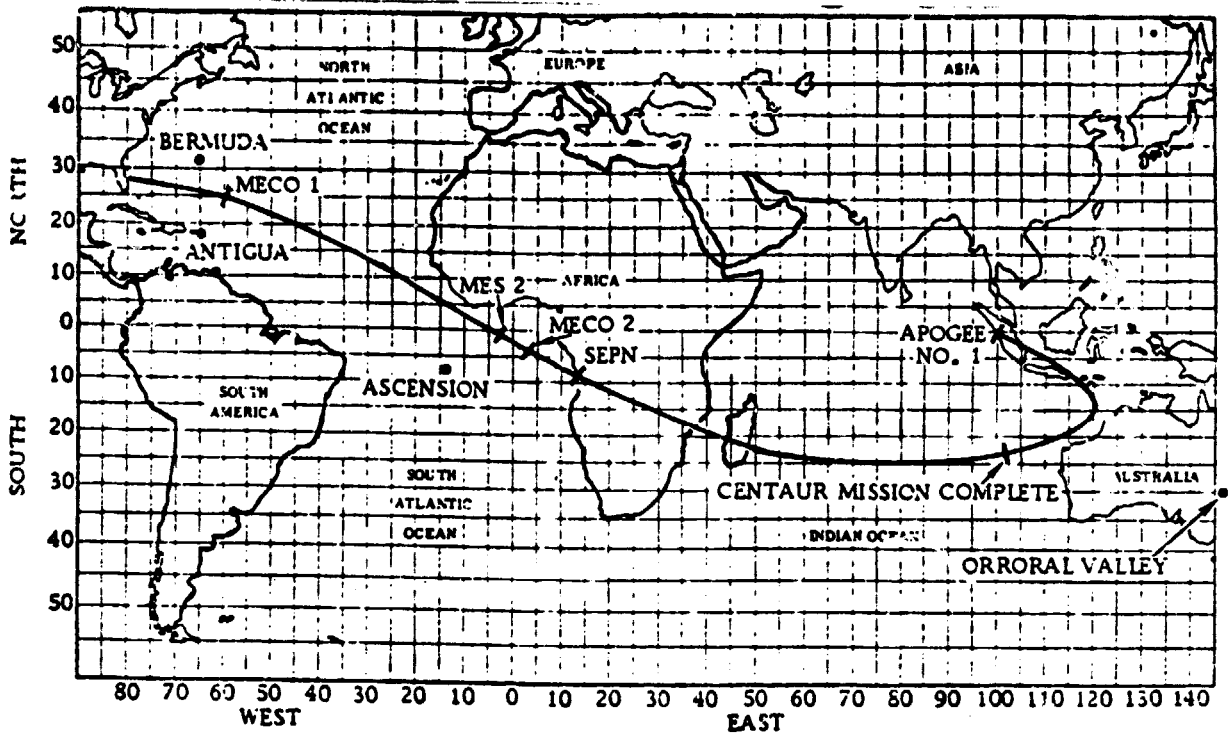 50
NORTH
EUROPE
ASIA
ATLANTIC
40
OCEAN
BERMUDA
30
MECO 1
NORTH
20
ANTIGUA
10
AFRICA
MES 2
0
MECO 2
APOGEE
NO. 1
SEPN
10
ASCENSION
SOUTH
AMERICA
20
SOUTH
SOUTH
AUSTRALIA
30
CENTAUR MISSION COMPLETE
ATLANTIC
OCEAN
INDIAN OCEAN
40
ORRORAL VALLEY
50
80 70 60 50 40 30 20 10 0 10 20 30 40 50 60 70 80 90 100 110 120 130 140
WEST
EAST